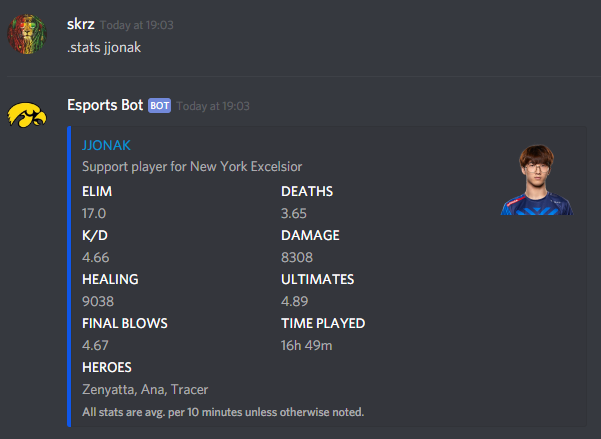 skrz Today at 19:03
.stats jjonak
Esports Bot BOT Today at 19:03
JJONAK
Support player for New York Excelsior
ELIM DEATHS
17.0 3.65
K/D DAMAGE
4.66 8308
HEALING ULTIMATES
9038 4.89
FINAL BLOWS TIME PLAYED
4.67 16h 49m
HEROES
Zenyatta, Ana, Tracer
All stats are avg. per 10 minutes unless otherwise noted.